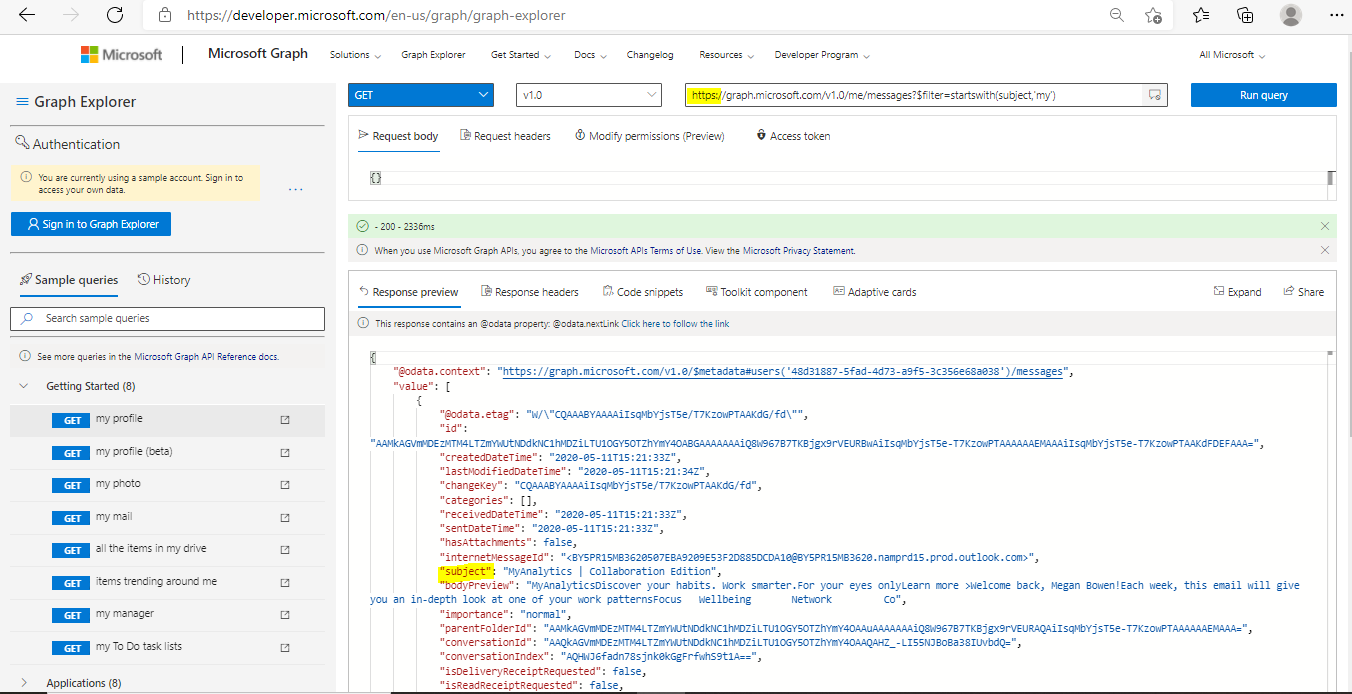 https://developer.microsoft.com/en-us/graph/graph-explorer
Microsoft
Microsoft Graph
Solutions
Graph Explorer
Get Started
Docs
Changelog
Resources
Developer Program
All Microsoft
Graph Explorer
Authentication
You are currently using a sample account. Sign in to
access your own data.
...
Sign in to Graph Explorer
Sample queries
History
Search sample queries
See more queries in the Microsoft Graph API Reference docs.
Getting Started (8)
GET my profile
GET my profile (beta)
GET my photo
GET my mail
GET all the items in my drive
GET items trending around me
GET my manager
GET my To Do task lists
Applications (8)
GET
v1.0
https://graph.microsoft.com/v1.0/me/messages?$filter=startswith(subject,'my')
Run query
Request body
Request headers
Modify permissions (Preview)
Access token
{}
- 200 - 2336ms
When you use Microsoft Graph APIs, you agree to the Microsoft APIs Terms of Use. View the Microsoft Privacy Statement.
Response preview
Response headers
Code snippets
Toolkit component
Adaptive cards
Expand
Share
This response contains an @odata property: @odata.nextLink Click here to follow the link
{
"@odata.context": "https://graph.microsoft.com/v1.0/$metadata#users('48d31887-5fad-4d73-a9f5-3c356e68a038')/messages",
"value": [
{
"@odata.etag": "W/\"CQAAABYAAAAiIsqMbYjsT5e/T7KzowPTAAKdG/fd\"",
"id":
"AAMkAGVmMDEzMTM4LTZmYWUtNDdkNC1hMDZiLTU1OGY5OTZhYmY4OABGAAAAAAAiQ8W967B7TKBjgx9rVEURBwAiIsqMbYjsT5e-T7KzowPTAAAAAAEMAAAiIsqMbYjsT5e-T7KzowPTAAKdFDEFAAA=",
"createdDateTime": "2020-05-11T15:21:33Z",
"lastModifiedDateTime": "2020-05-11T15:21:34Z",
"changeKey": "CQAAABYAAAAiIsqMbYjsT5e/T7KzowPTAAKdG/fd",
"categories": [],
"receivedDateTime": "2020-05-11T15:21:33Z",
"sentDateTime": "2020-05-11T15:21:33Z",
"hasAttachments": false,
"internetMessageId": "<BY5PR15MB3620507EBA9209E53F2D885DCDA10@BY5PR15MB3620.namprd15.prod.outlook.com>",
"subject": "MyAnalytics | Collaboration Edition",
"bodyPreview": "MyAnalyticsDiscover your habits. Work smarter.For your eyes onlyLearn more >Welcome back, Megan Bowen!Each week, this email will give
you an in-depth look at one of your work patternsFocus Wellbeing Network Co",
"importance": "normal",
"parentFolderId": "AAMkAGVmMDEzMTM4LTZmYWUtNDdkNC1hMDZiLTU1OGY5OTZhYmY4OAAuAAAAAAAiQ8W967B7TKBjgx9rVEURAQAiIsqMbYjsT5e-T7KzowPTAAAAAAEMAAA=",
"conversationId": "AAQkAGVmMDEzMTM4LTZmYWUtNDdkNC1hMDZiLTU1OGY5OTZhYmY4OAAQAHZ_-LI55NJBoBa38IUvbdQ=",
"conversationIndex": "AQHWJ6fadn78sjnk0kGgFrfwhS9t1A==",
"isDeliveryReceiptRequested": false,
"isReadReceiptRequested": false,